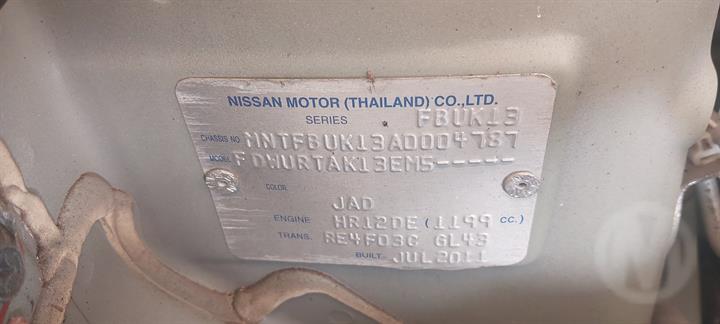 NISSAN MOTOR (THAILAND) CO.,LTD.
SERIES FBUK13
CHASSIS NO MNTFBUK13A0004787
MODEL FDWURTAK13EMS-----
COLOR
JAD
ENGINE HR12DE (1199 CC.)
TRANS. RE4F03C GL43
BUILT. JUL2011